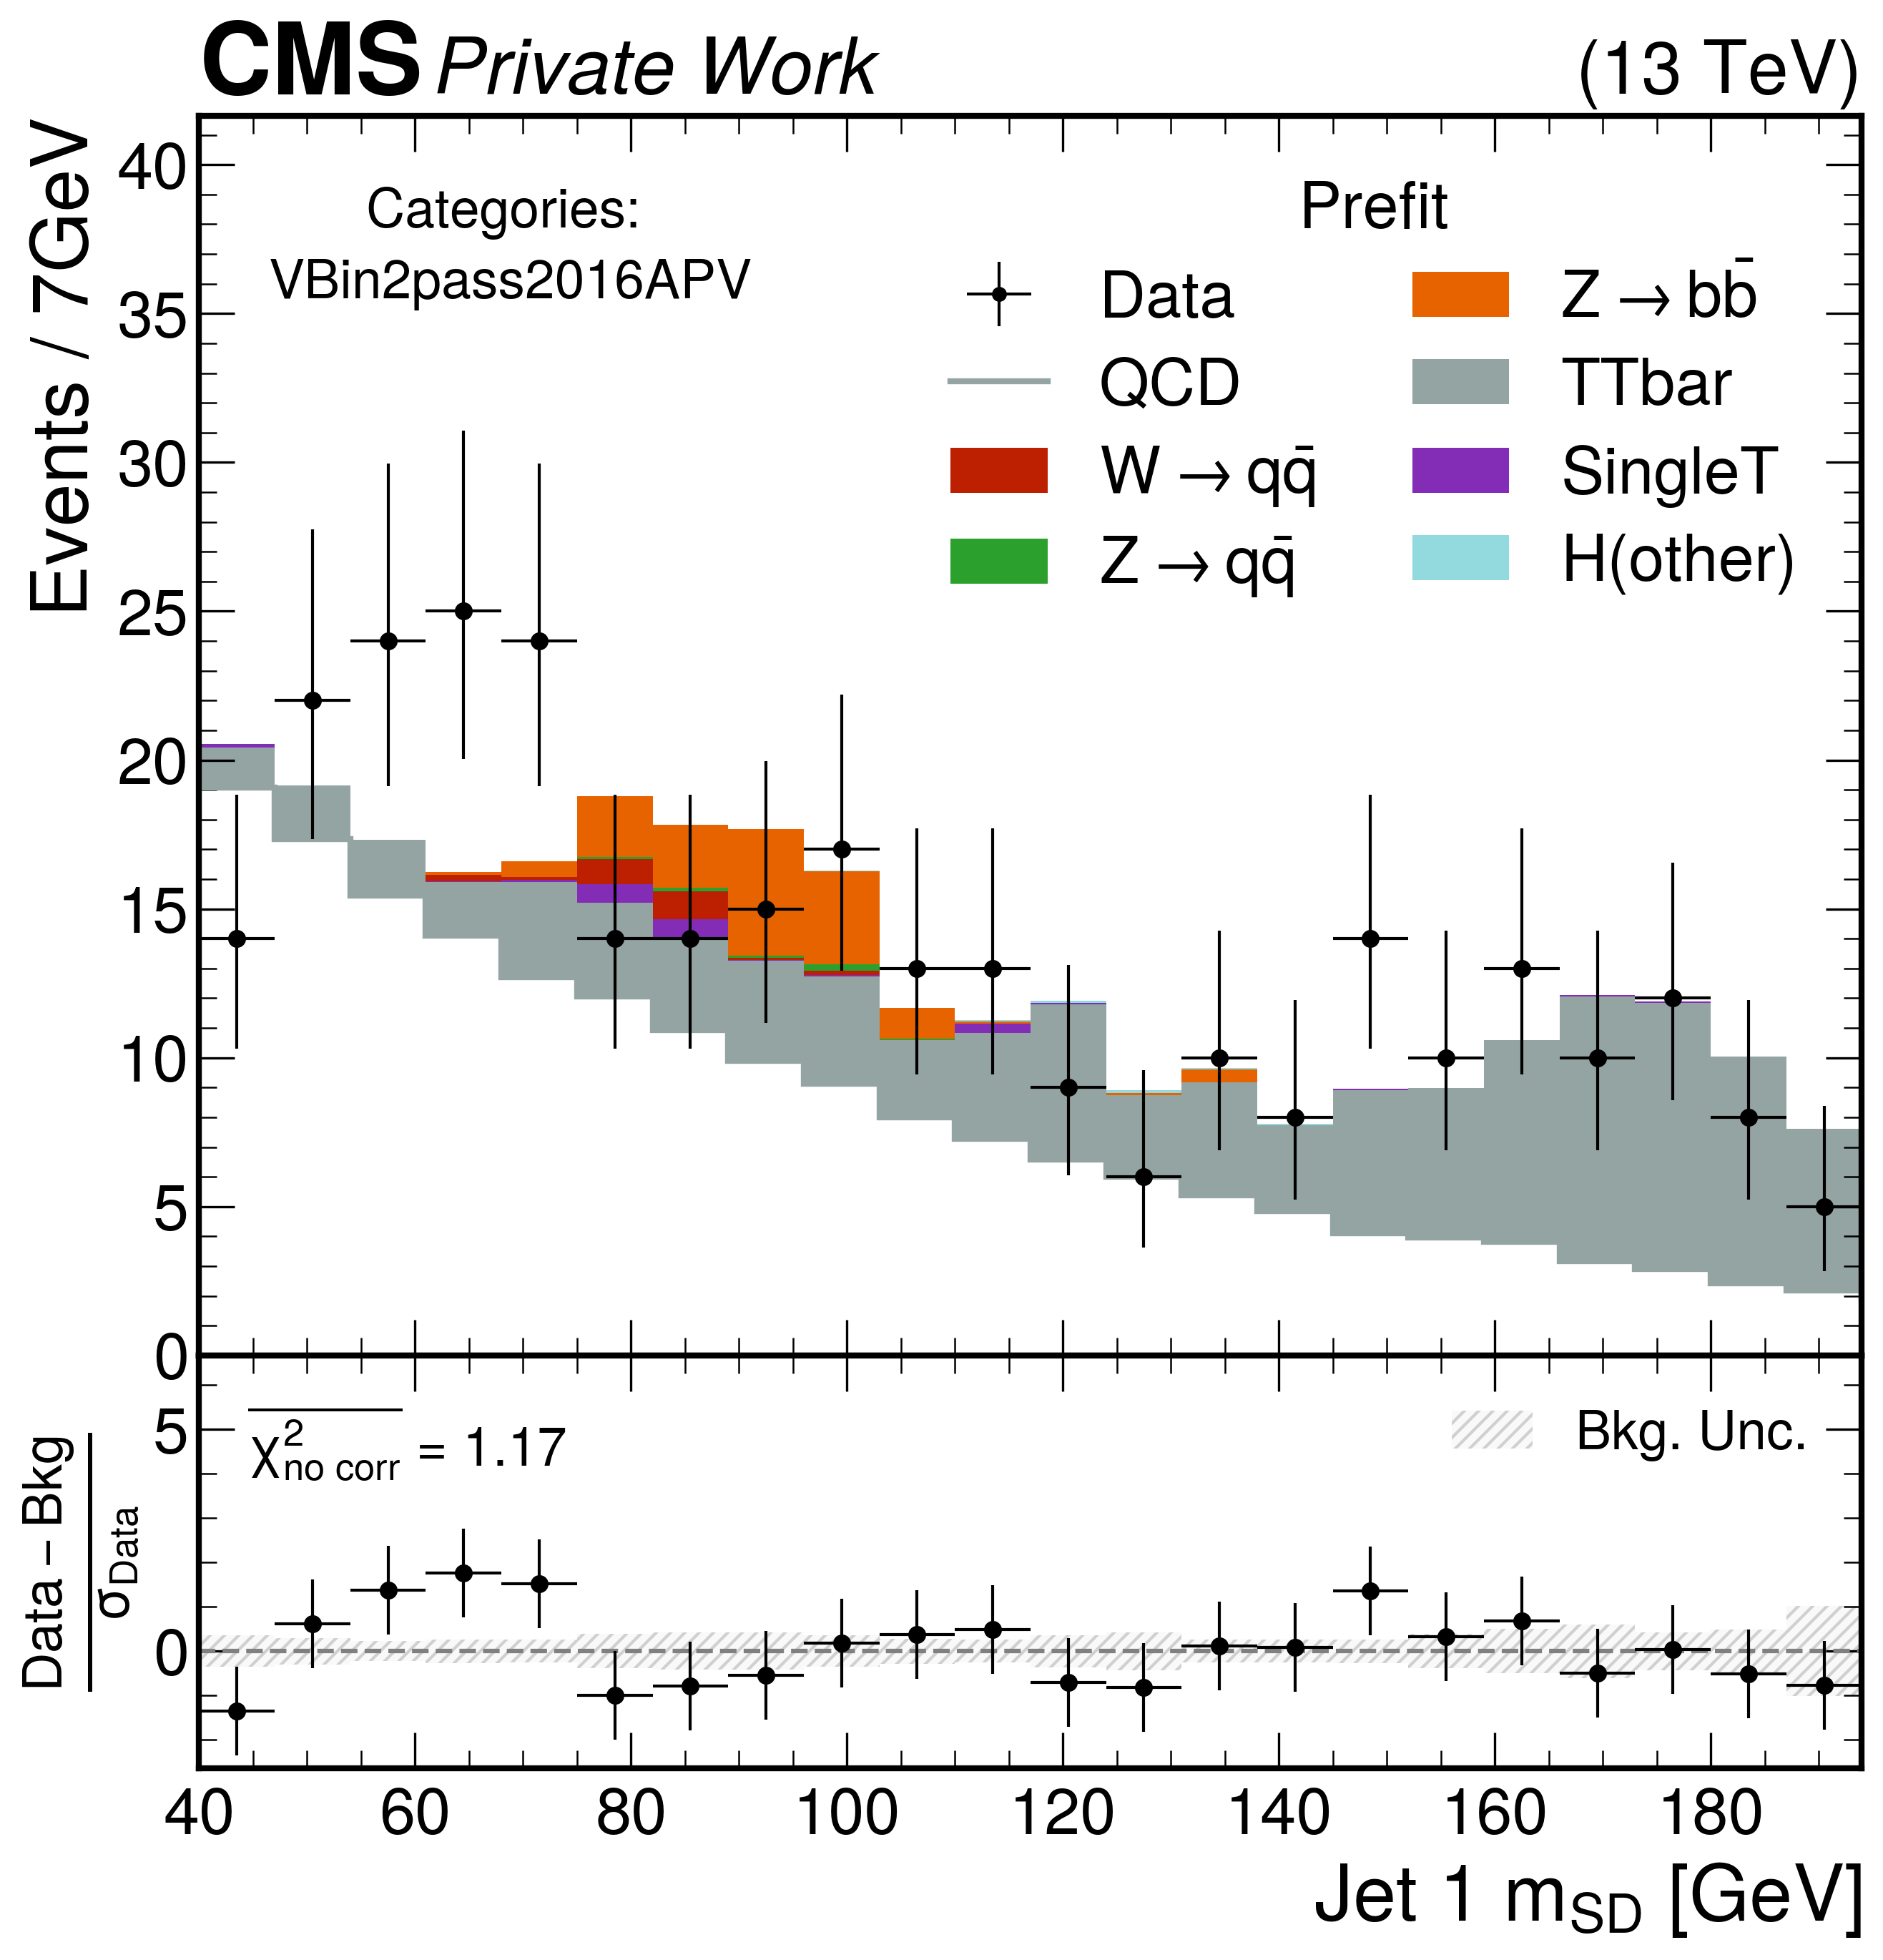 CMS Private Work (13 TeV)
Events / 7GeV
40
35
30
25
20
15
10
5
0
Categories:
VBin2pass2016APV
Prefit
Data
QCD
W → qq̄
Z → qq̄
Z → bb̄
TTbar
SingleT
H(other)
Data − Bkg
σData
5
0
χ²no corr = 1.17
Bkg. Unc.
40 60 80 100 120 140 160 180
Jet 1 mSD [GeV]